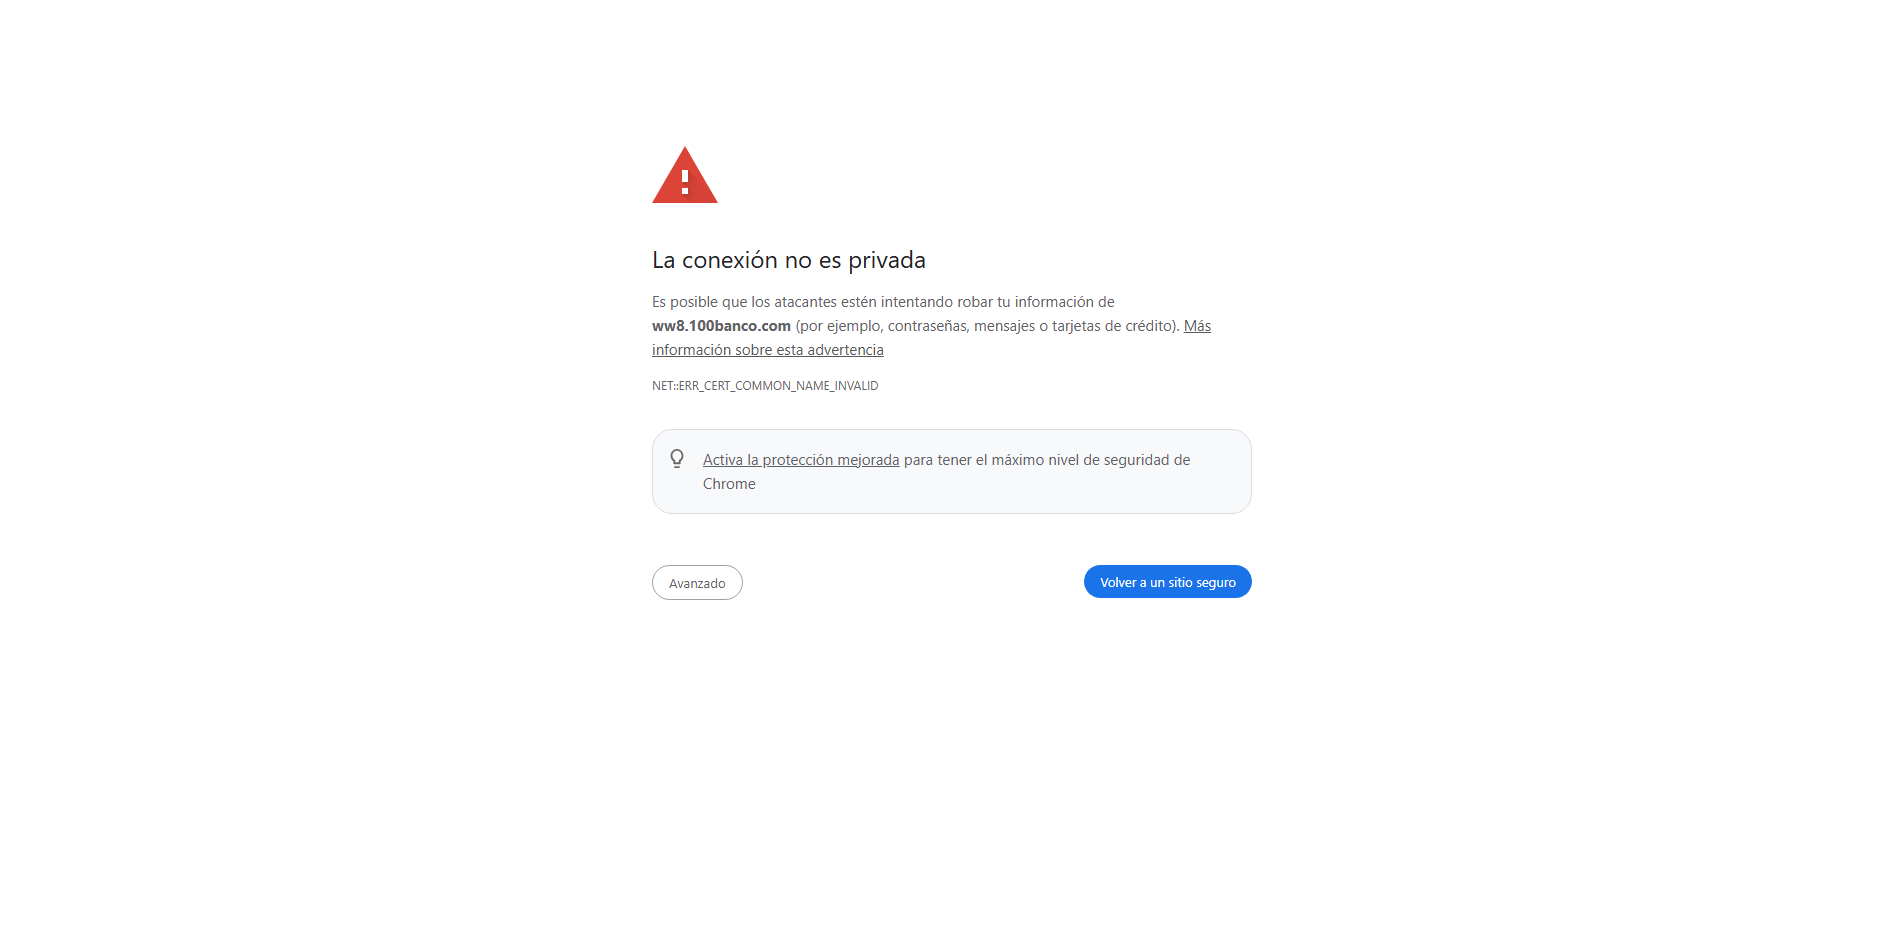 La conexión no es privada
Es posible que los atacantes estén intentando robar tu información de
ww8.100banco.com (por ejemplo, contraseñas, mensajes o tarjetas de crédito). Más
información sobre esta advertencia
NET::ERR_CERT_COMMON_NAME_INVALID
Activa la protección mejorada para tener el máximo nivel de seguridad de
Chrome
Avanzado
Volver a un sitio seguro